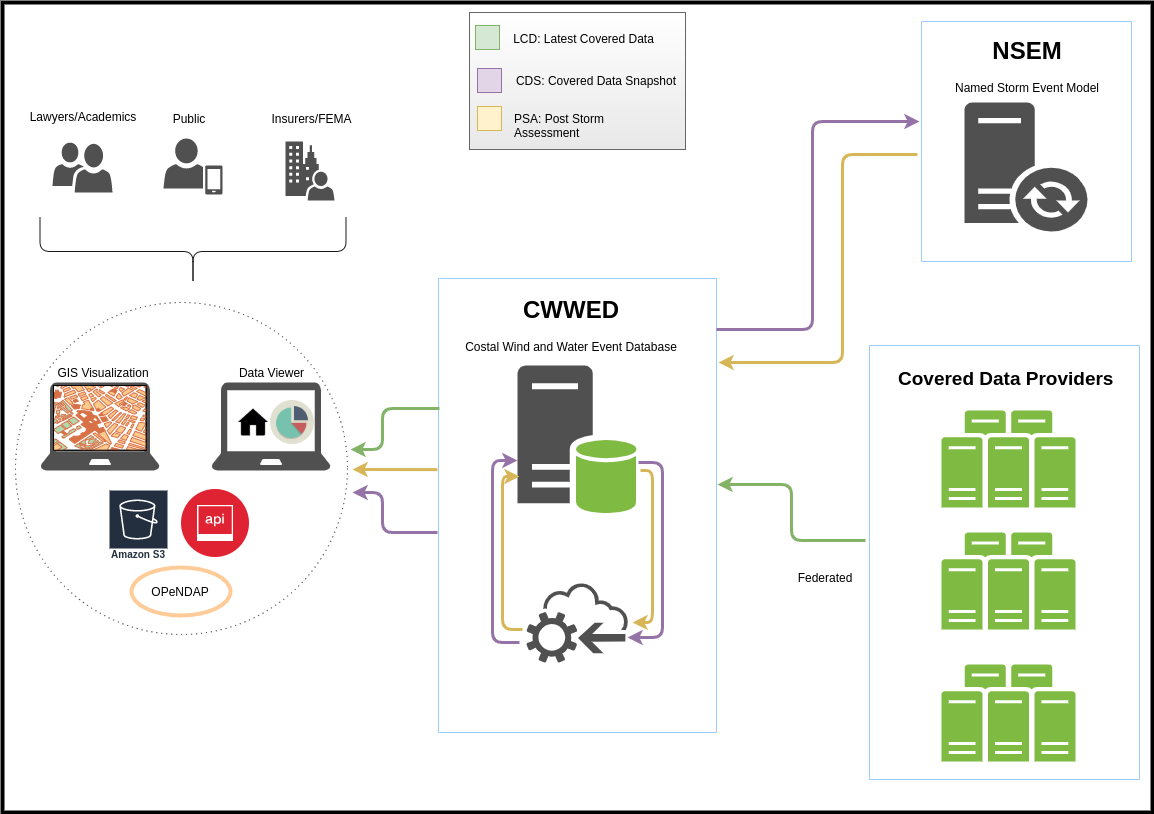 LCD: Latest Covered Data
CDS: Covered Data Snapshot
PSA: Post Storm
Assessment
NSEM
Named Storm Event Model
Lawyers/Academics
Public
Insurers/FEMA
CWWED
Costal Wind and Water Event Database
GIS Visualization
Data Viewer
Amazon S3
api
OPeNDAP
Covered Data Providers
Federated